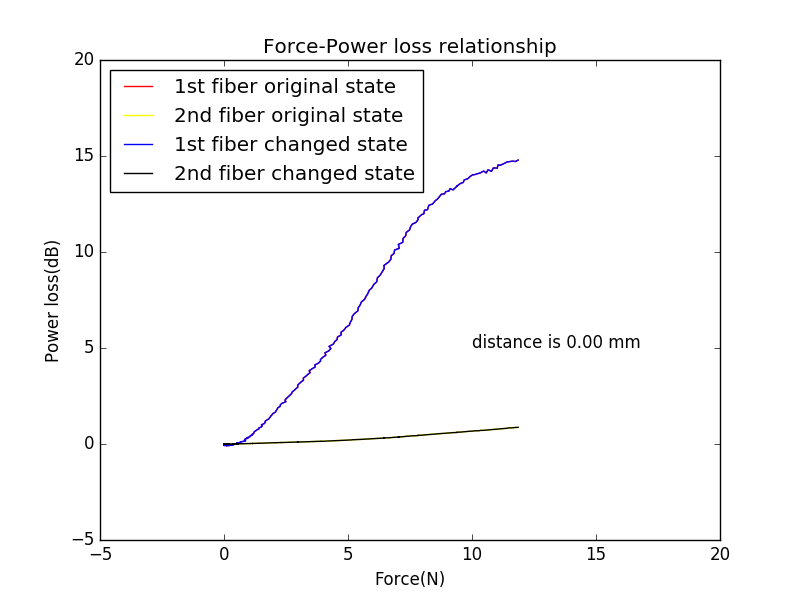 Force-Power loss relationship
1st fiber original state
2nd fiber original state
1st fiber changed state
2nd fiber changed state
20
15
10
5
0
−5
Power loss(dB)
distance is 0.00 mm
−5 0 5 10 15 20
Force(N)